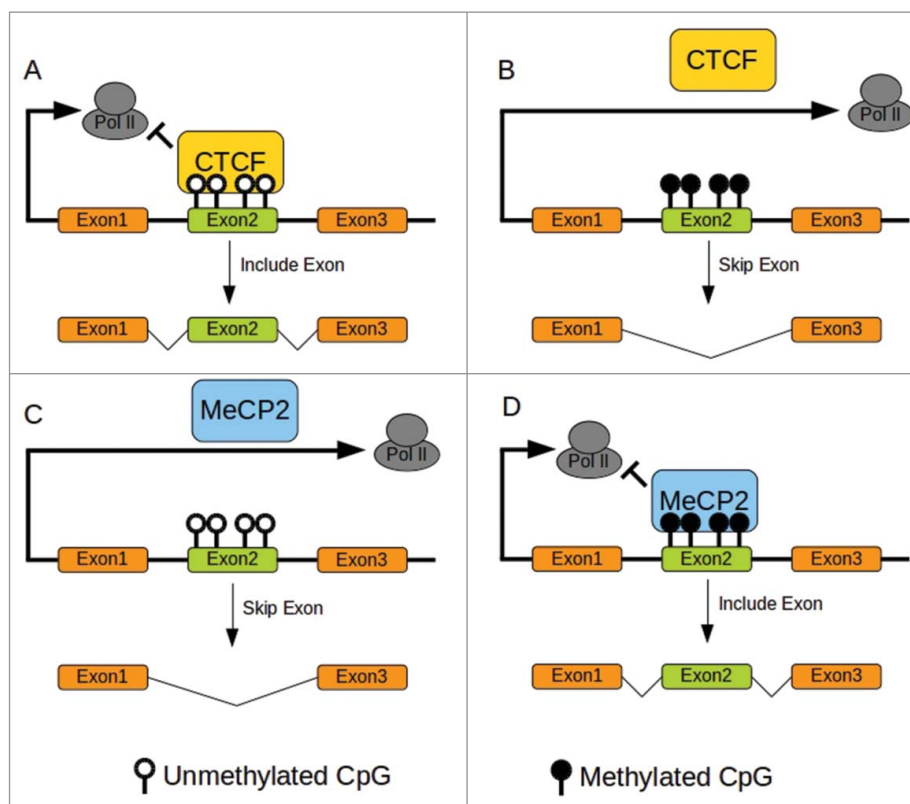 A
Pol II
CTCF
Exon1 Exon2 Exon3
Include Exon
Exon1 Exon2 Exon3
B
CTCF
Pol II
Exon1 Exon2 Exon3
Skip Exon
Exon1 Exon3
C
MeCP2
Pol II
Exon1 Exon2 Exon3
Skip Exon
Exon1 Exon3
D
Pol II
MeCP2
Exon1 Exon2 Exon3
Include Exon
Exon1 Exon2 Exon3
Unmethylated CpG
Methylated CpG